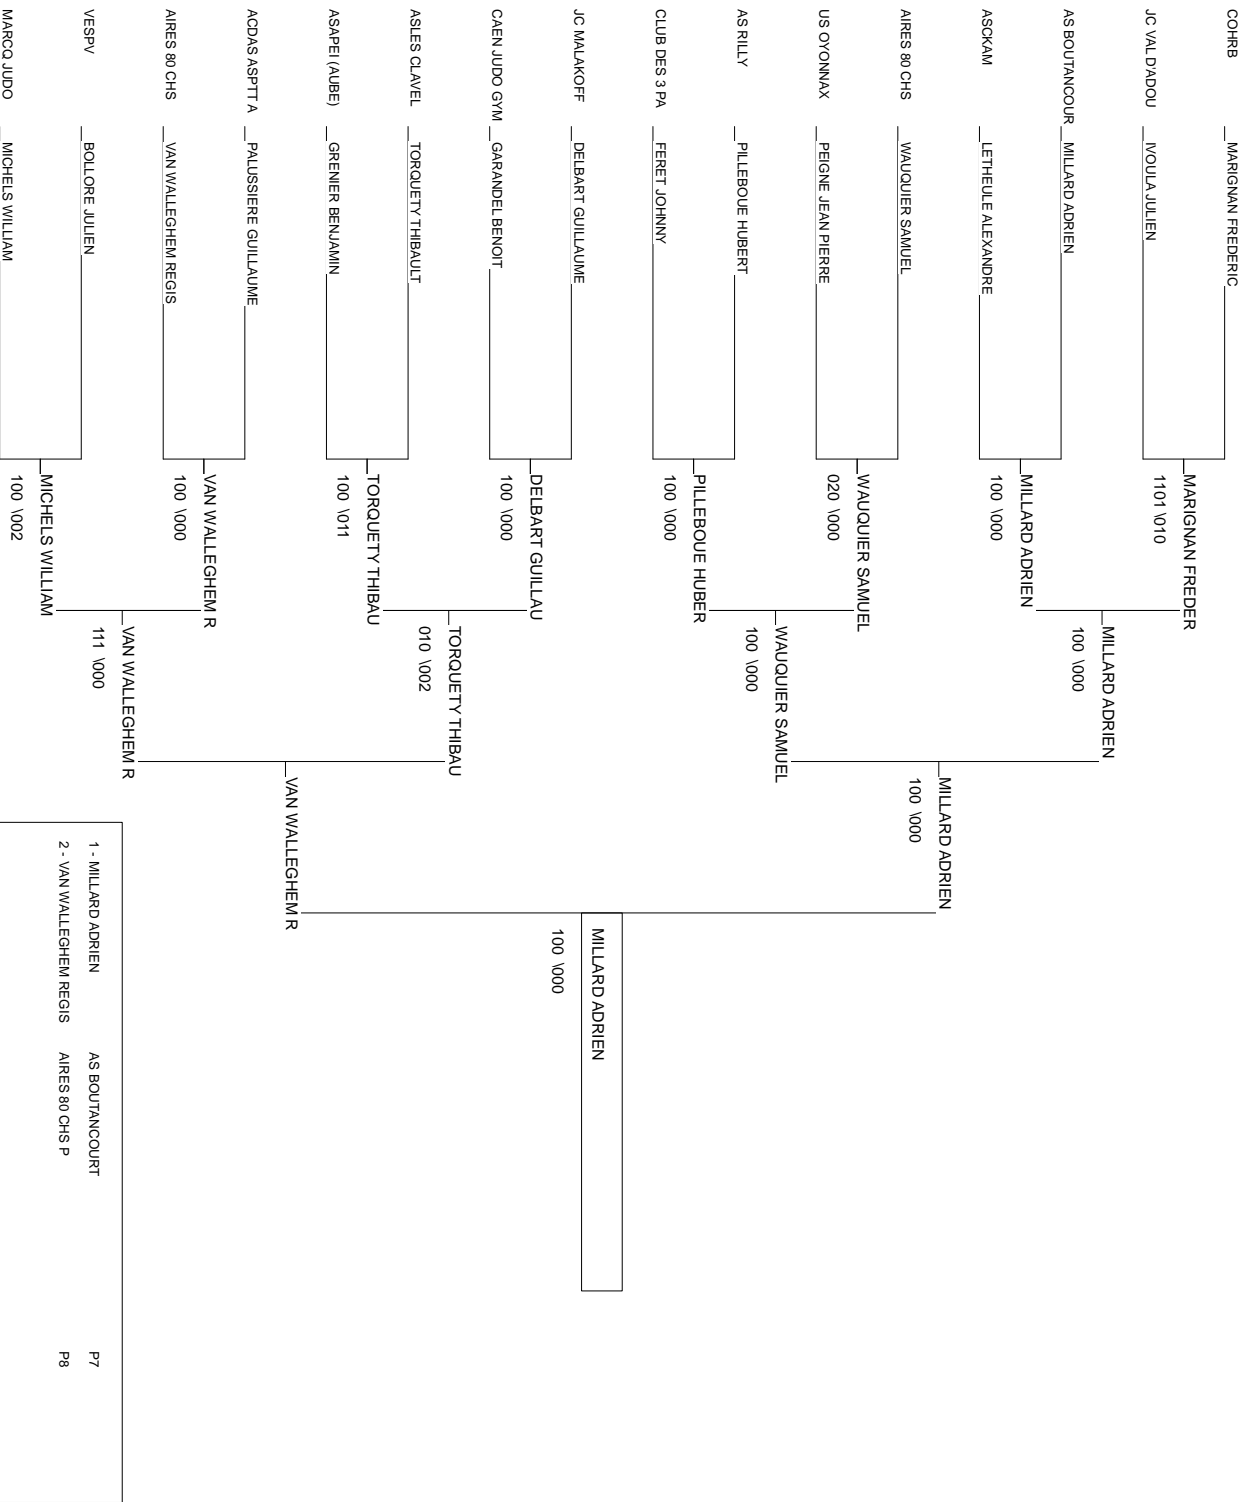 COHRB MARIGNAN FREDERIC
JC VAL D'ADOU IVOULA JULIEN
AS BOUTANCOUR MILLARD ADRIEN
ASCKAM LETHEULE ALEXANDRE
AIRES 80 CHS WAUQUIER SAMUEL
US OYONNAX PEIGNE JEAN PIERRE
AS RILLY PILLEBOUE HUBERT
CLUB DES 3 PA FERET JOHNNY
JC MALAKOFF DELBART GUILLAUME
CAEN JUDO GYM GARANDEL BENOIT
ASLES CLAVEL TORQUETY THIBAULT
ASAPEI (AUBE) GRENIER BENJAMIN
ACDAS ASPTT A PALUSSIERE GUILLAUME
AIRES 80 CHS VAN WALLEGHEM REGIS
VESPV BOLLORE JULIEN
MARCQ JUDO MICHELS WILLIAM
MARIGNAN FREDER
1101 \010
MILLARD ADRIEN
100 \000
WAUQUIER SAMUEL
020 \000
PILLEBOUE HUBER
100 \000
DELBART GUILLAU
100 \000
TORQUETY THIBAU
100 \011
VAN WALLEGHEM R
100 \000
MICHELS WILLIAM
100 \002
MILLARD ADRIEN
100 \000
WAUQUIER SAMUEL
100 \000
TORQUETY THIBAU
010 \002
VAN WALLEGHEM R
111 \000
MILLARD ADRIEN
100 \000
VAN WALLEGHEM R
MILLARD ADRIEN
100 \000
1 - MILLARD ADRIEN AS BOUTANCOURT P7
2 - VAN WALLEGHEM REGIS AIRES 80 CHS P P8